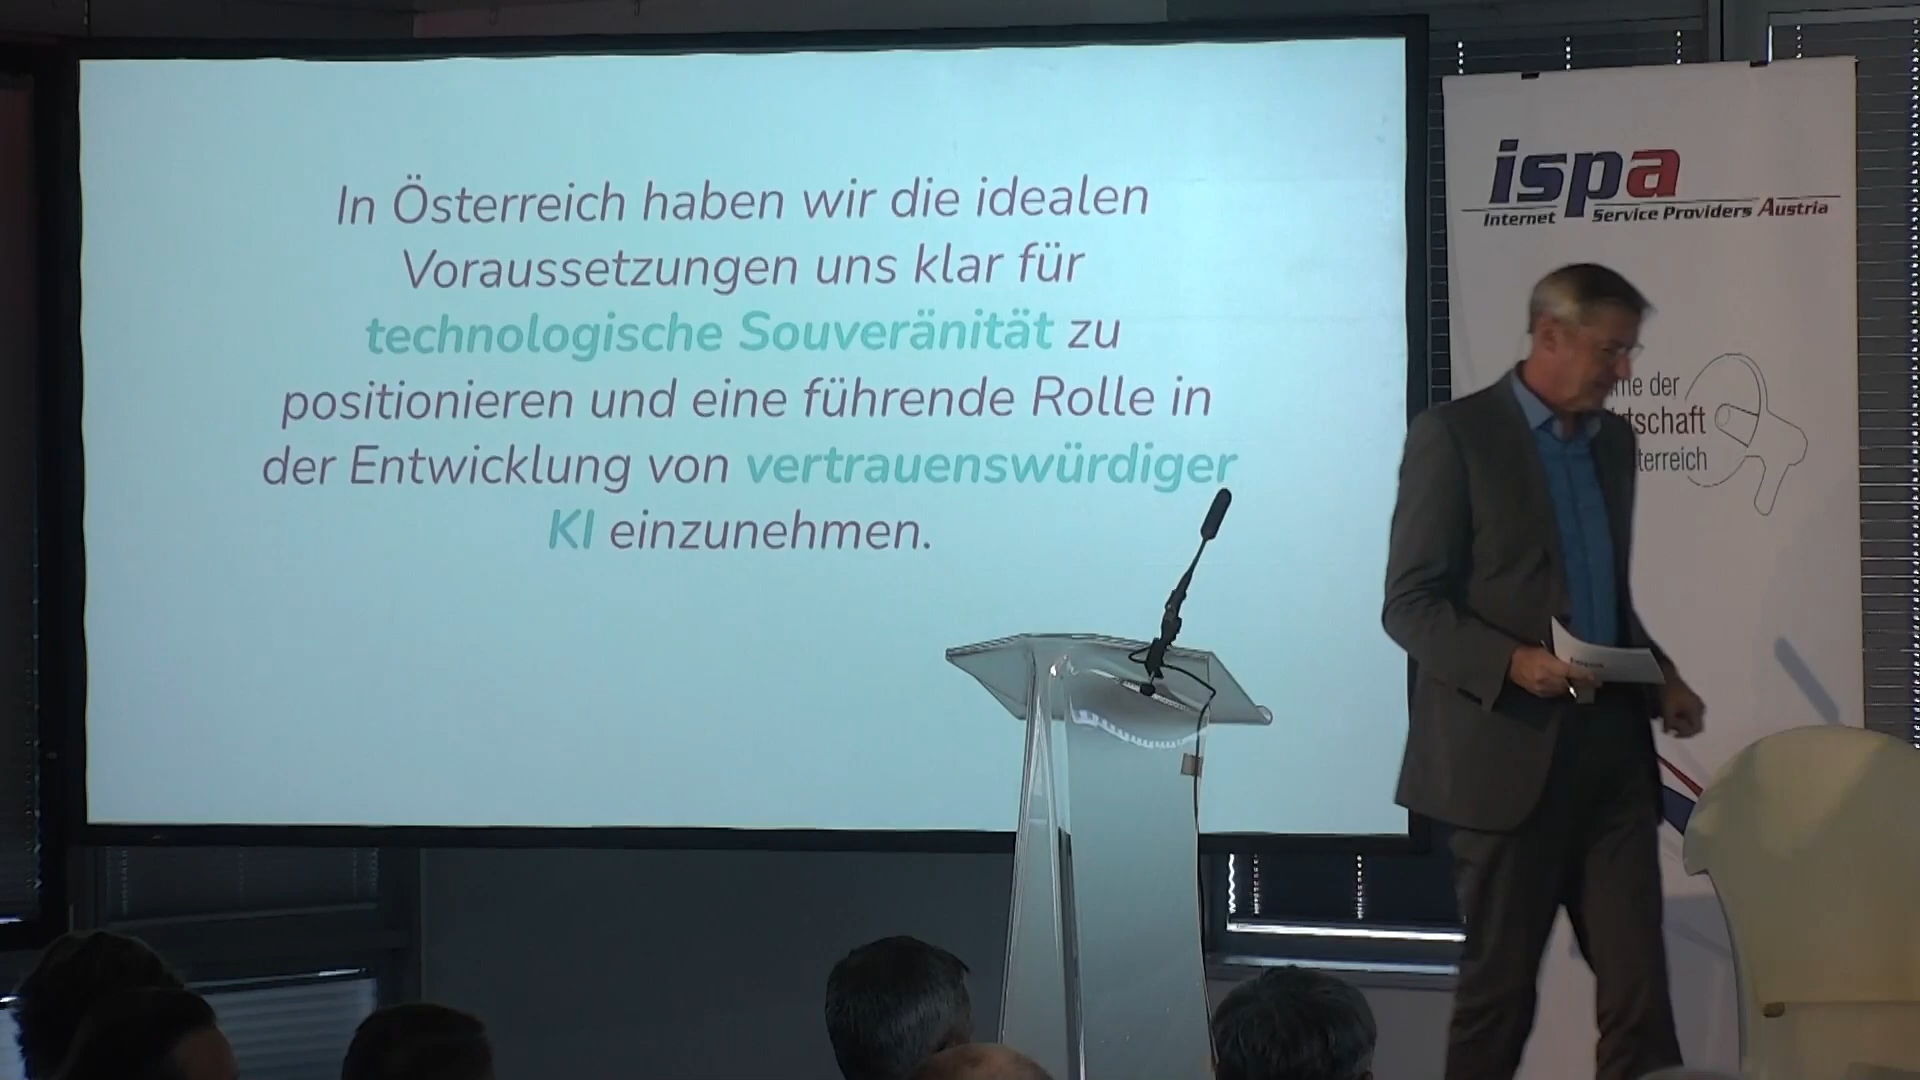 In Österreich haben wir die idealen
Voraussetzungen uns klar für
technologische Souveränität zu
positionieren und eine führende Rolle in
der Entwicklung von vertrauenswürdiger
KI einzunehmen.
ispa
Internet Service Providers Austria
der